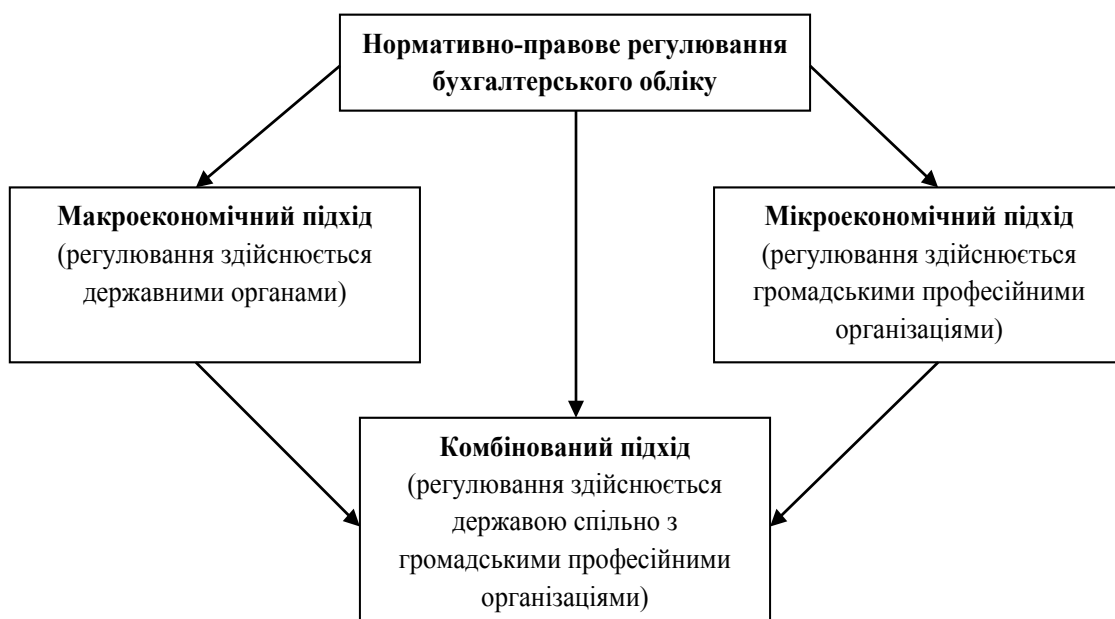 Нормативно-правове регулювання
бухгалтерського обліку
Макроекономічний підхід
(регулювання здійснюється
державними органами)
Мікроекономічний підхід
(регулювання здійснюється
громадськими професійними
організаціями)
Комбінований підхід
(регулювання здійснюється
державою спільно з
громадськими професійними
організаціями)